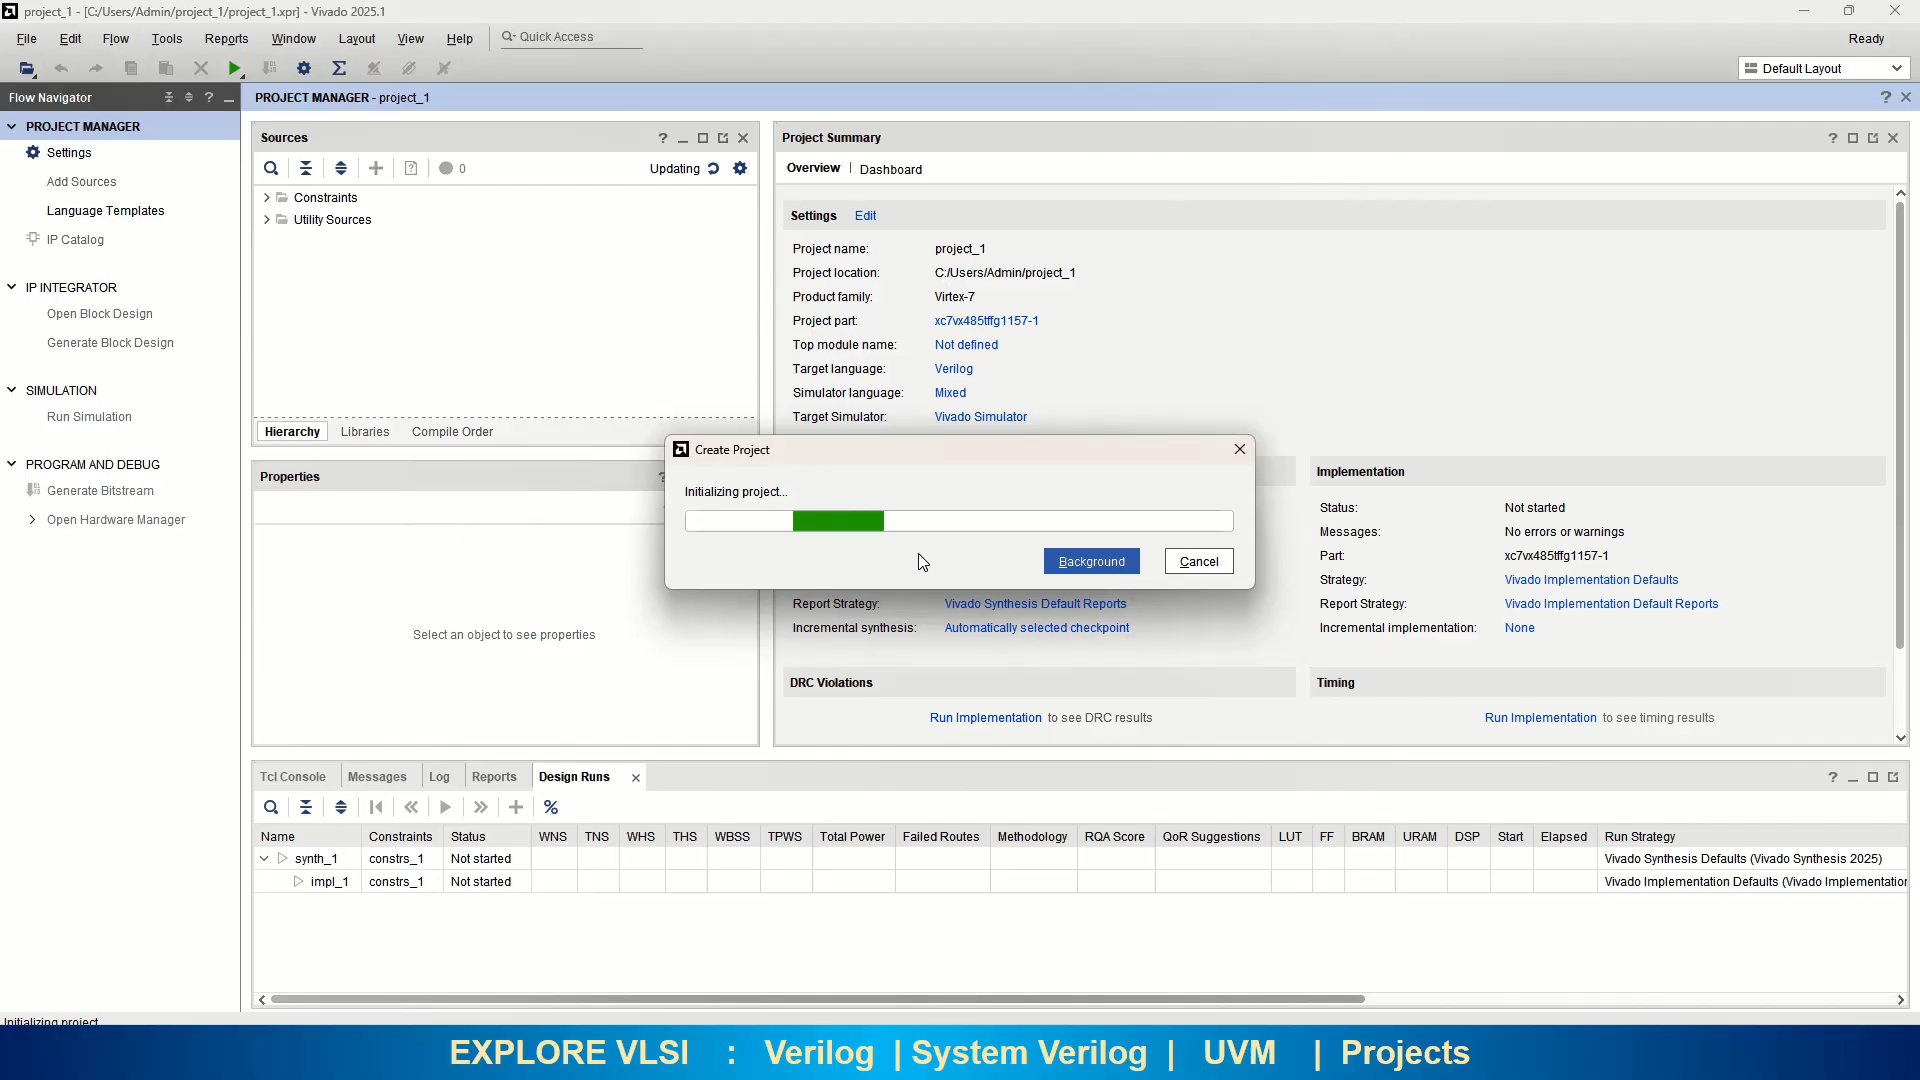 project_1 - [C:/Users/Admin/project_1/project_1.xpr] - Vivado 2025.1
File Edit Flow Tools Reports Window Layout View Help Quick Access Ready
Default Layout
Flow Navigator
PROJECT MANAGER
Settings
Add Sources
Language Templates
IP Catalog
IP INTEGRATOR
Open Block Design
Generate Block Design
SIMULATION
Run Simulation
PROGRAM AND DEBUG
Generate Bitstream
Open Hardware Manager
PROJECT MANAGER - project_1
Sources
0 Updating
Constraints
Utility Sources
Hierarchy Libraries Compile Order
Properties
Select an object to see properties
Project Summary
Overview | Dashboard
Settings Edit
Project name: project_1
Project location: C:/Users/Admin/project_1
Product family: Virtex-7
Project part: xc7vx485tffg1157-1
Top module name: Not defined
Target language: Verilog
Simulator language: Mixed
Target Simulator: Vivado Simulator
Create Project
Initializing project...
Background Cancel
Report Strategy: Vivado Synthesis Default Reports
Incremental synthesis: Automatically selected checkpoint
Implementation
Status: Not started
Messages: No errors or warnings
Part: xc7vx485tffg1157-1
Strategy: Vivado Implementation Defaults
Report Strategy: Vivado Implementation Default Reports
Incremental implementation: None
DRC Violations
Run Implementation to see DRC results
Timing
Run Implementation to see timing results
Tcl Console Messages Log Reports Design Runs
Name Constraints Status WNS TNS WHS THS WBSS TPWS Total Power Failed Routes Methodology RQA Score QoR Suggestions LUT FF BRAM URAM DSP Start Elapsed Run Strategy
synth_1 constrs_1 Not started Vivado Synthesis Defaults (Vivado Synthesis 2025)
impl_1 constrs_1 Not started Vivado Implementation Defaults (Vivado Implementation
Initializing project
EXPLORE VLSI : Verilog | System Verilog | UVM | Projects